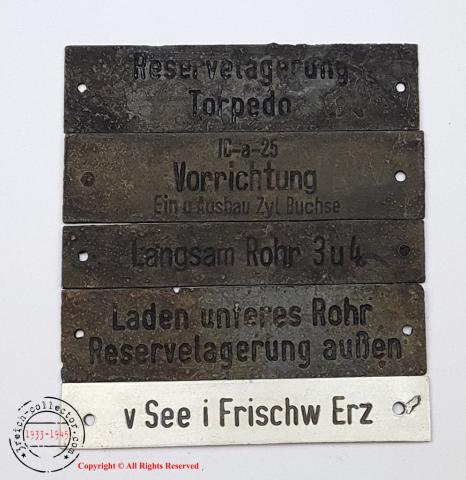 Reservelagerung
Torpedo
IC-a-25
Vorrichtung
Ein u Ausbau Zyl Buchse
Langsam Rohr 3 u 4
Laden unteres Rohr
Reservelagerung außen
v See i Frischw Erz
3reich-collector.com
1933-1945
Copyright © All Rights Reserved